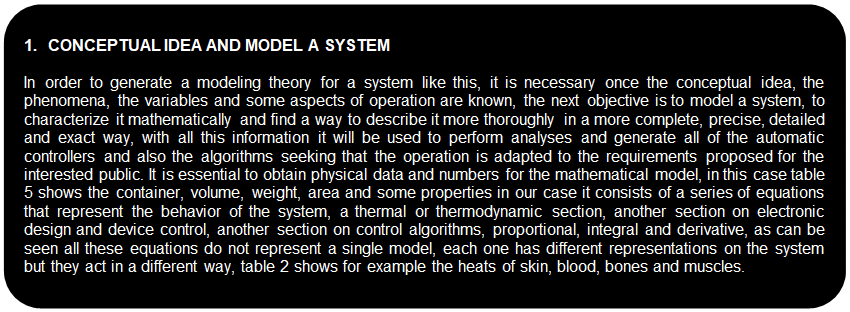 1. CONCEPTUAL IDEA AND MODEL A SYSTEM
In order to generate a modeling theory for a system like this, it is necessary once the conceptual idea, the
phenomena, the variables and some aspects of operation are known, the next objective is to model a system, to
characterize it mathematically and find a way to describe it more thoroughly in a more complete, precise, detailed
and exact way, with all this information it will be used to perform analyses and generate all of the automatic
controllers and also the algorithms seeking that the operation is adapted to the requirements proposed for the
interested public. It is essential to obtain physical data and numbers for the mathematical model, in this case table
5 shows the container, volume, weight, area and some properties in our case it consists of a series of equations
that represent the behavior of the system, a thermal or thermodynamic section, another section on electronic
design and device control, another section on control algorithms, proportional, integral and derivative, as can be
seen all these equations do not represent a single model, each one has different representations on the system
but they act in a different way, table 2 shows for example the heats of skin, blood, bones and muscles.